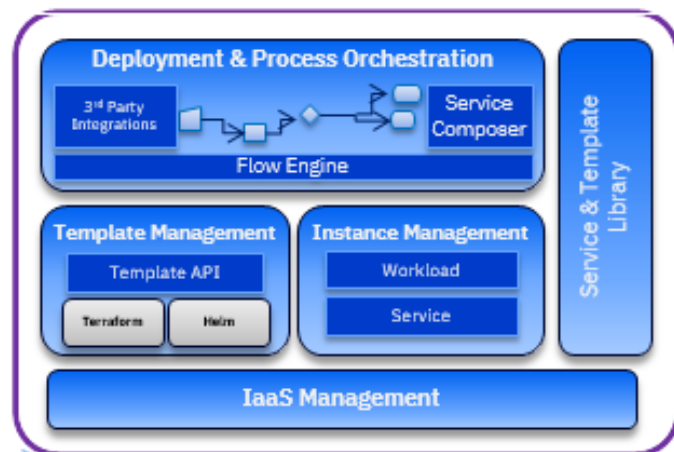 Deployment & Process Orchestration
3rd Party
Integrations
Service
Composer
Flow Engine
Template Management
Template API
Terraform
Helm
Instance Management
Workload
Service
Service & Template
Library
IaaS Management